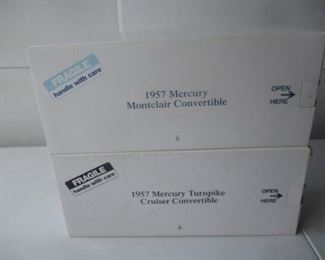 FRAGILE
handle with care
1957 Mercury
Montclair Convertible
OPEN
HERE
FRAGILE
handle with care
1957 Mercury Turnpike
Cruiser Convertible
OPEN
HERE